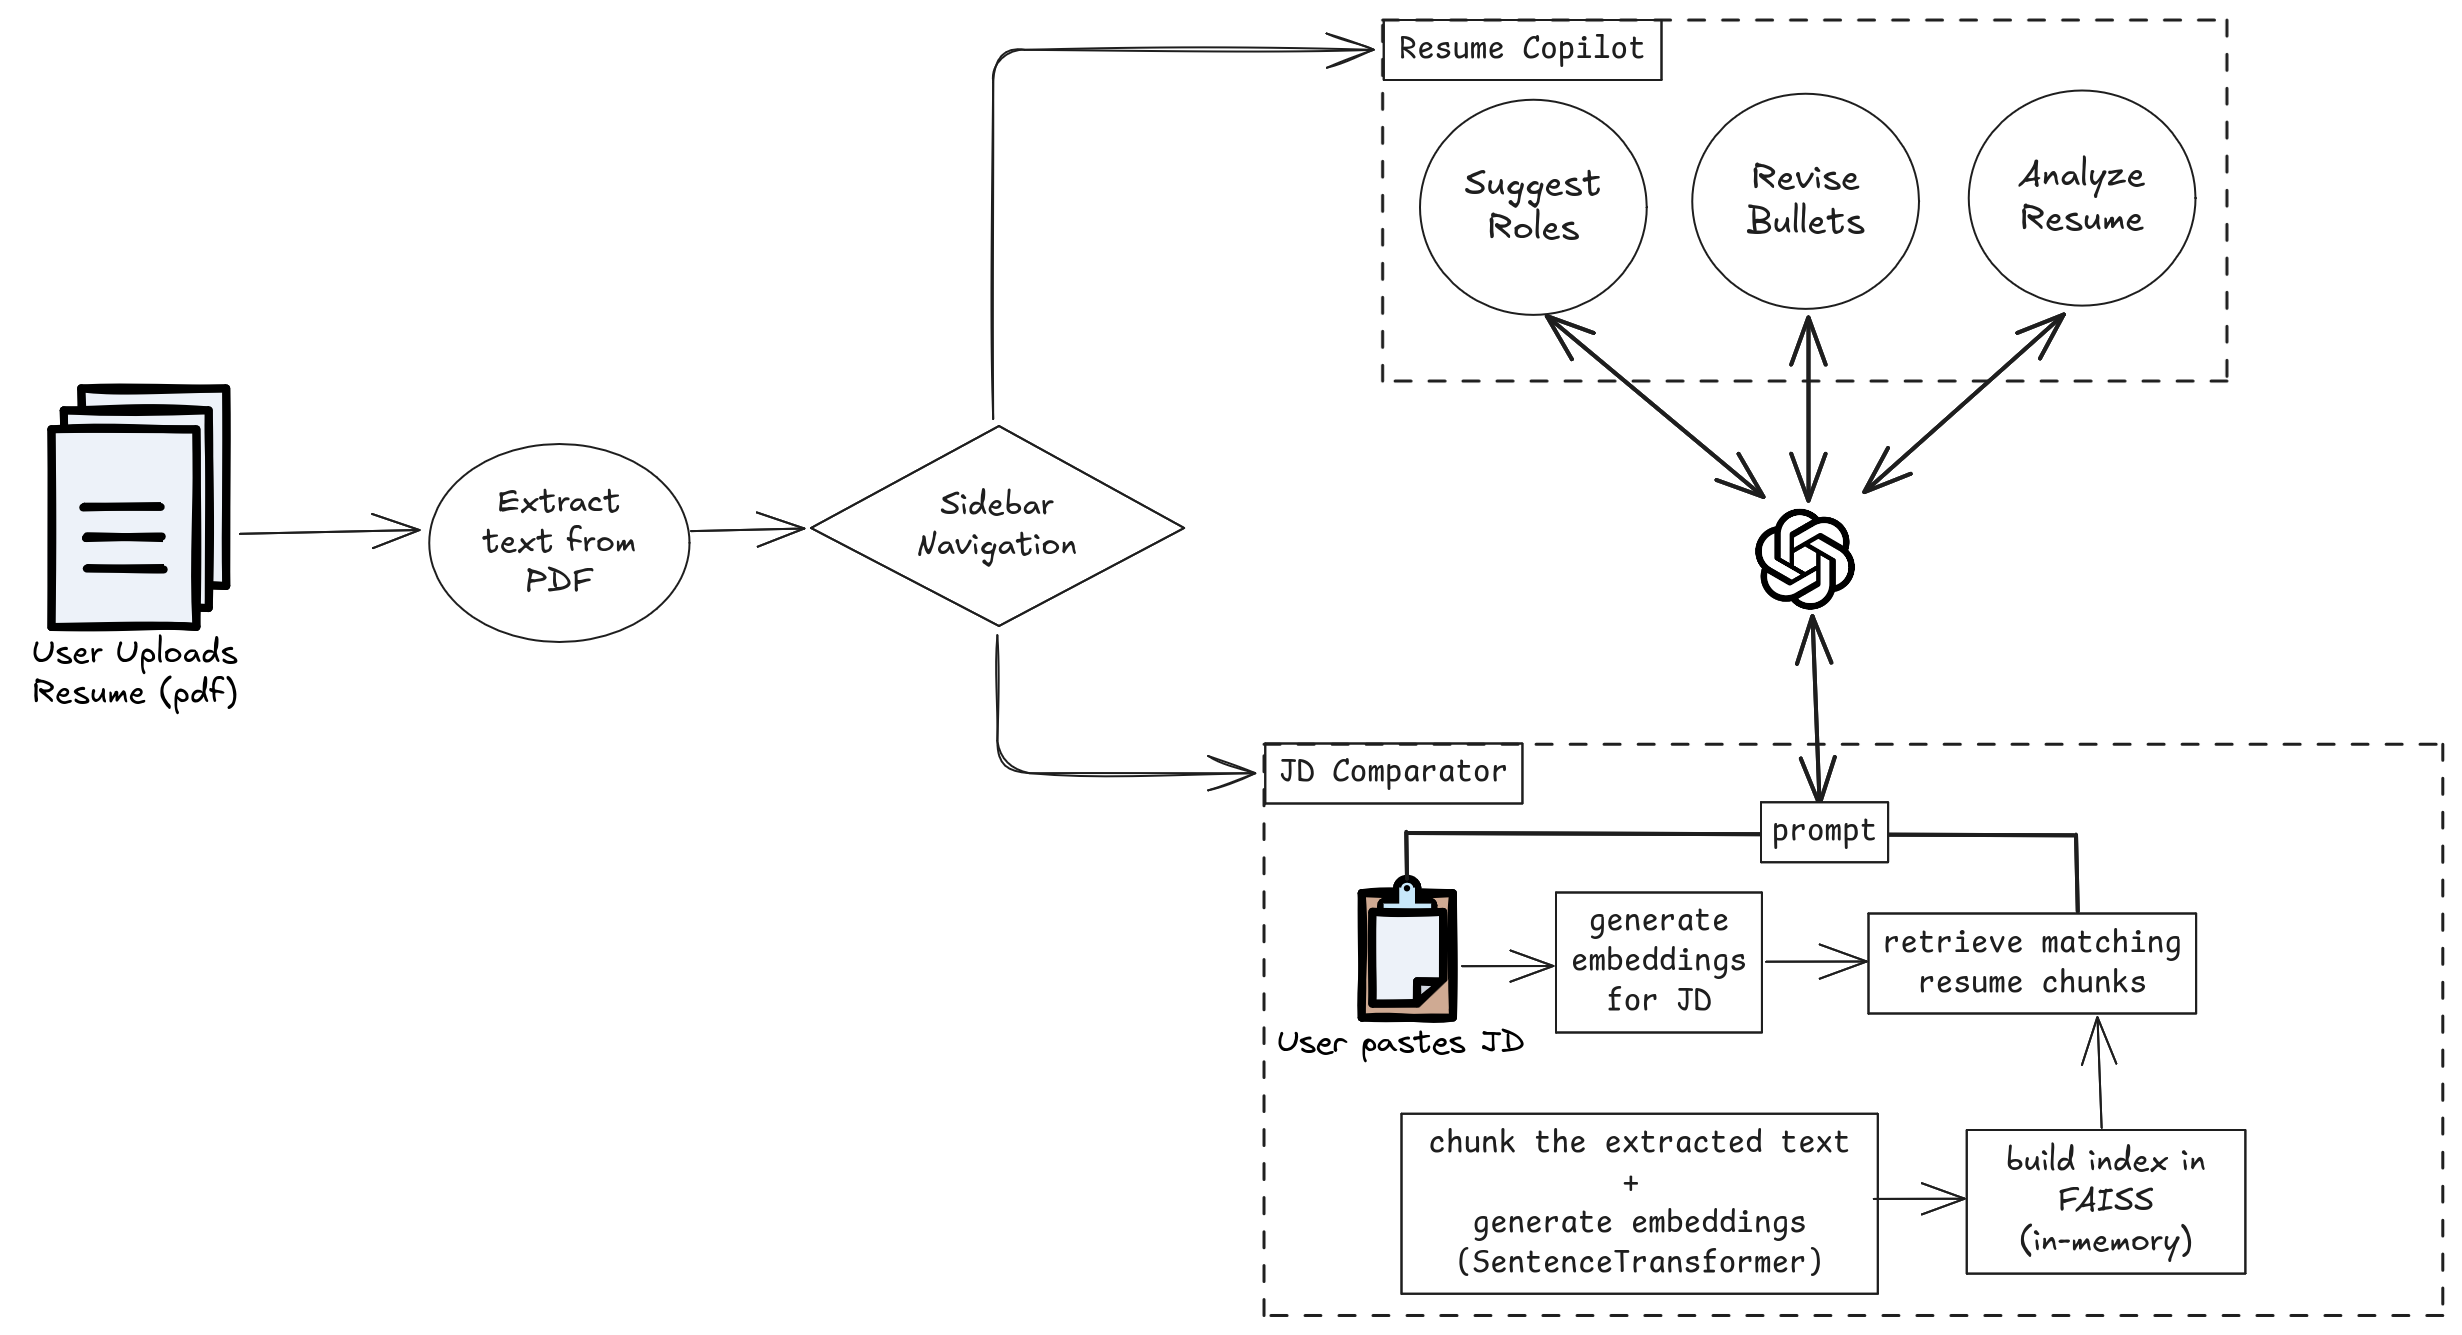 Resume Copilot
Suggest
Roles
Revise
Bullets
Analyze
Resume
User Uploads
Resume (pdf)
Extract
text from
PDF
Sidebar
Navigation
JD Comparator
prompt
User pastes JD
generate
embeddings
for JD
retrieve matching
resume chunks
chunk the extracted text
+
generate embeddings
(SentenceTransformer)
build index in
FAISS
(in-memory)